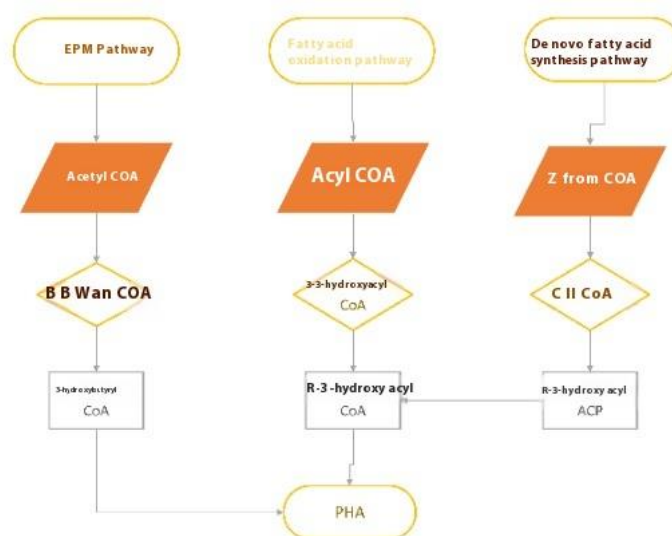 EPM Pathway
Fatty acid
oxidation pathway
De novo fatty acid
synthesis pathway
Acetyl COA
Acyl COA
Z from COA
B B Wan COA
3-3-hydroxyacyl
CoA
C II CoA
3-hydroxybutyryl
CoA
R-3-hydroxy acyl
CoA
R-3-hydroxy acyl
ACP
PHA